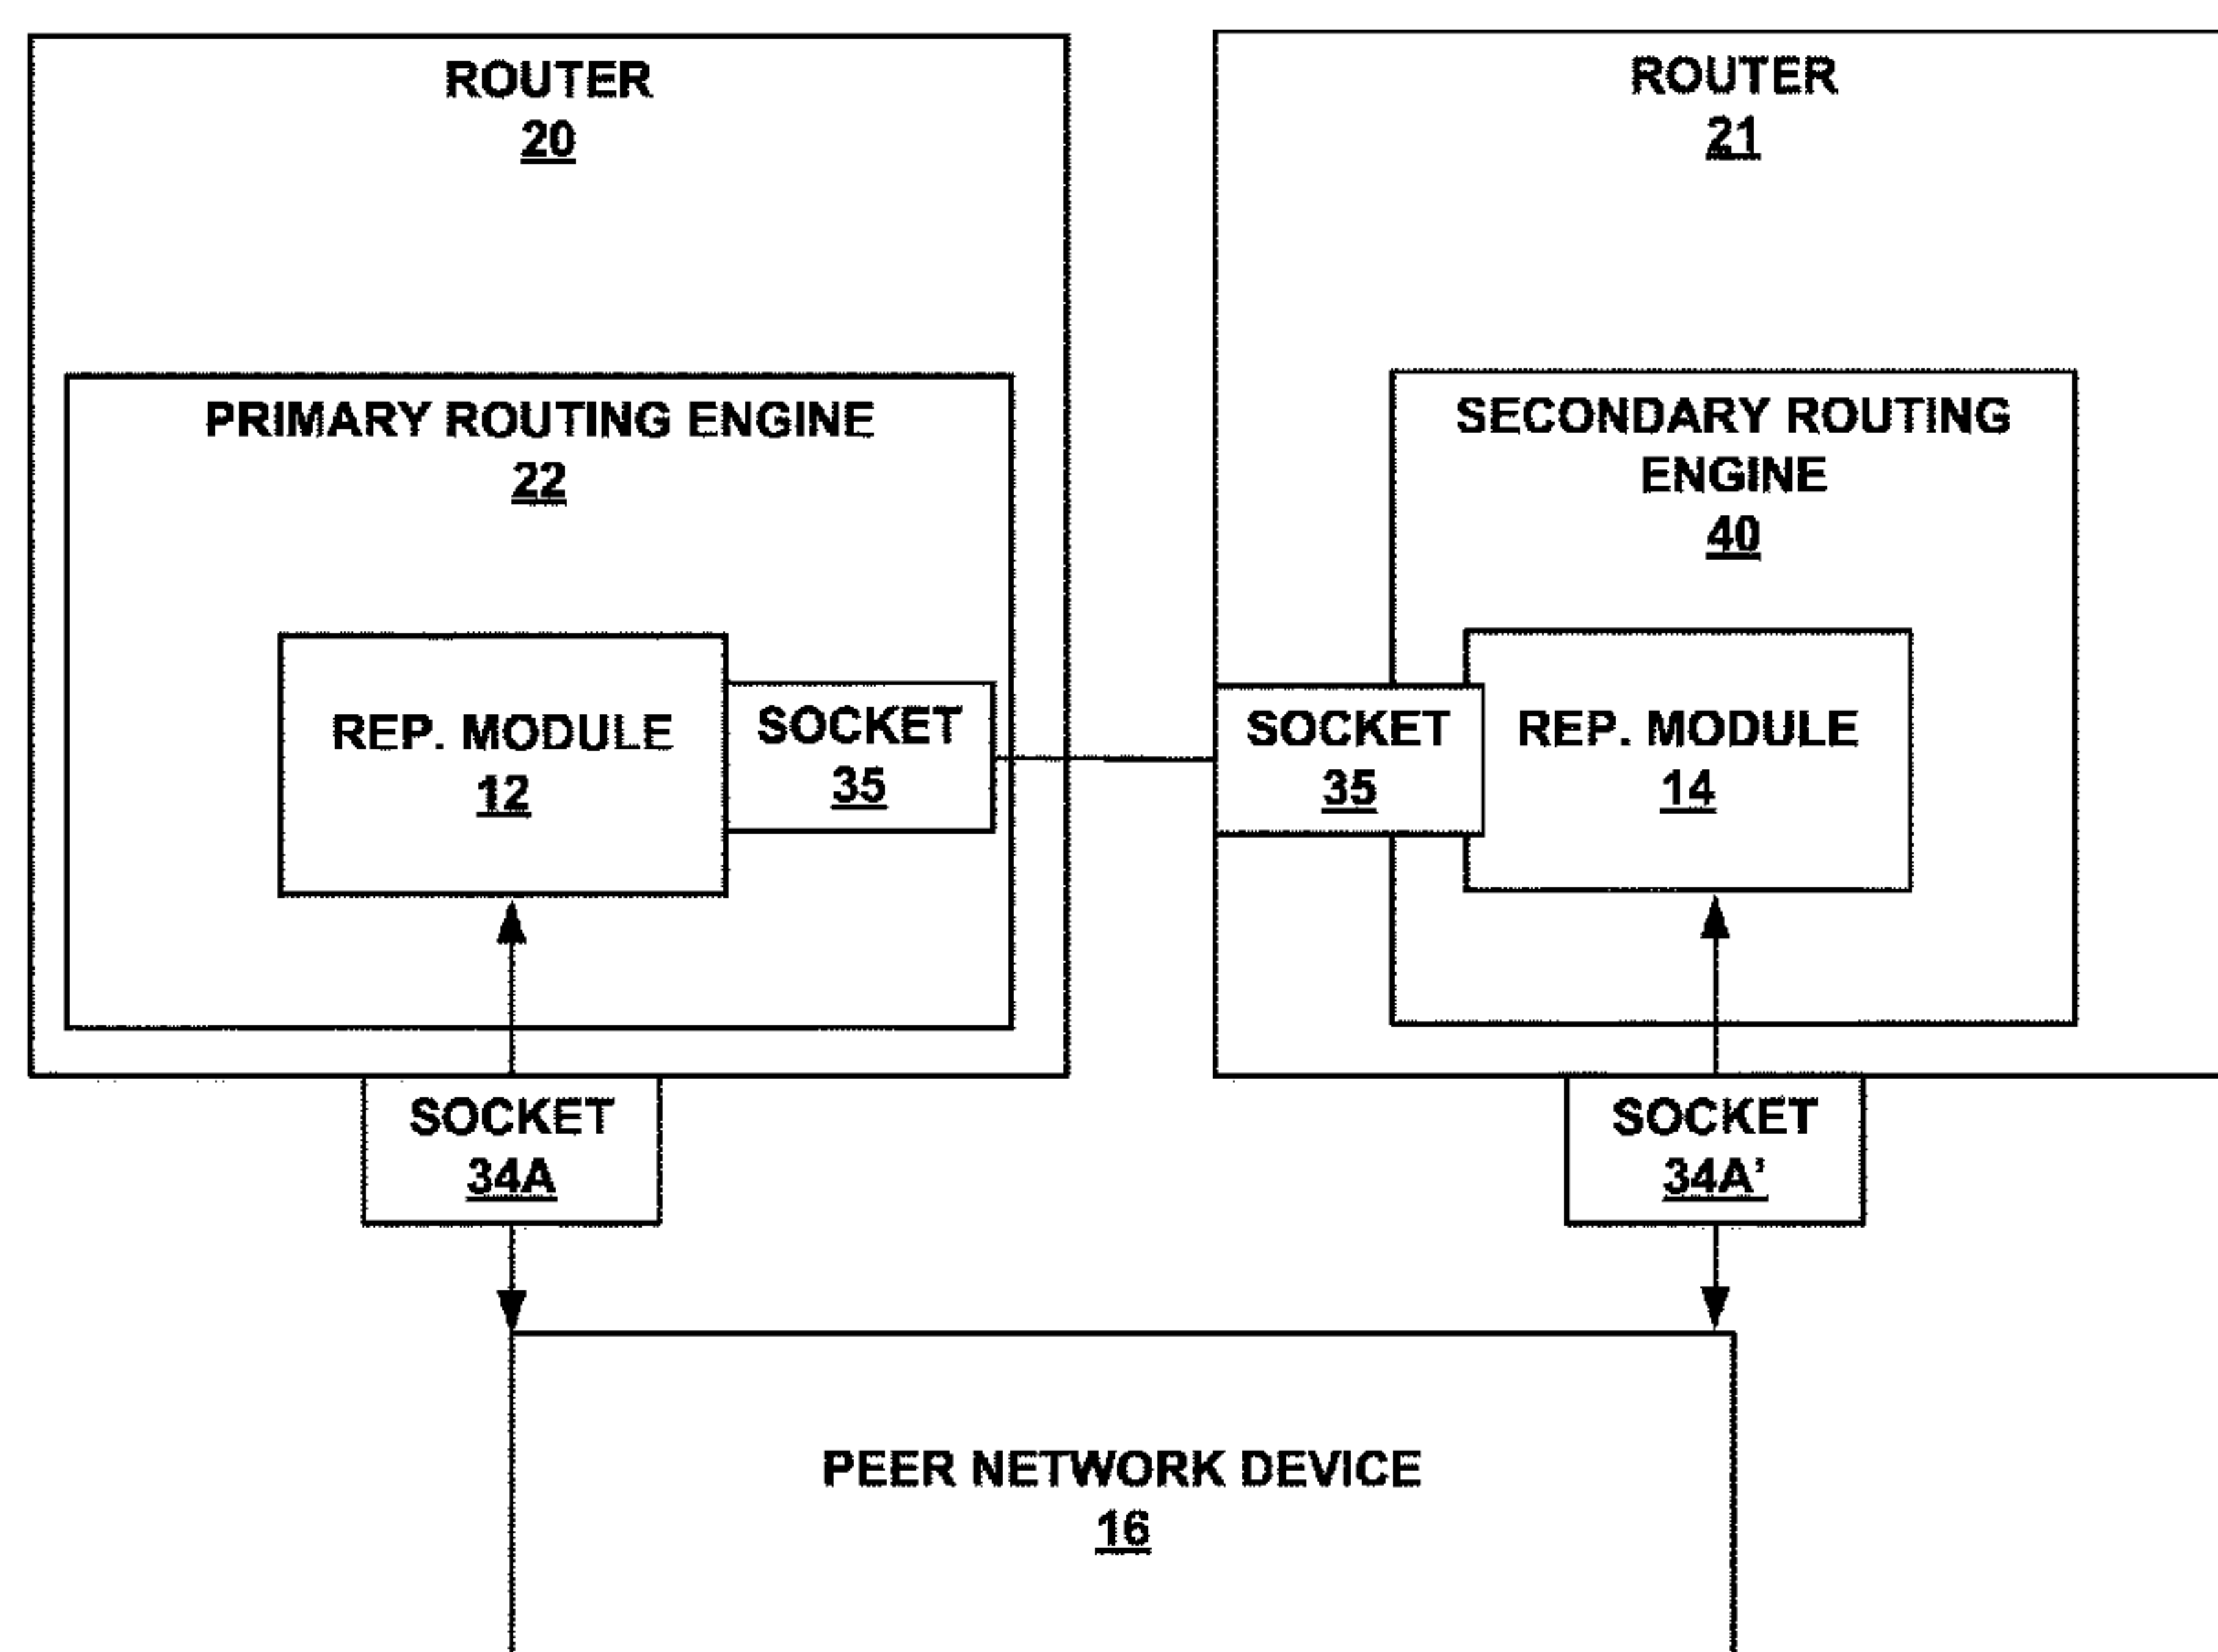 ROUTER
20
PRIMARY ROUTING ENGINE
22
REP. MODULE
12
SOCKET
35
SOCKET
34A
ROUTER
21
SECONDARY ROUTING
ENGINE
40
SOCKET
35
REP. MODULE
14
SOCKET
34A’
PEER NETWORK DEVICE
16